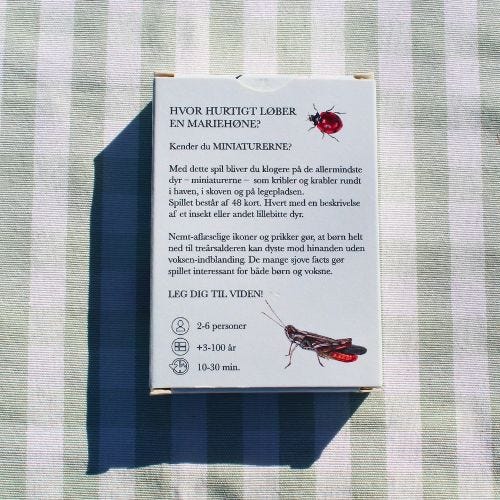 HVOR HURTIGT LØBER
EN MARIEHØNE?
Kender du MINIATURERNE?
Med dette spil bliver du klogere på de allermindste
dyr – miniaturerne – som kribler og krabler rundt
i haven, i skoven og på legepladsen.
Spillet består af 48 kort. Hvert med en beskrivelse
af et insekt eller andet lillebitte dyr.
Nemt-aflæselige ikoner og prikker gør, at børn helt
ned til treårsalderen kan dyste mod hinanden uden
voksen-indblanding. De mange sjove facts gør
spillet interessant for både børn og voksne.
LEG DIG TIL VIDEN!
2-6 personer
+3-100 år
10-30 min.